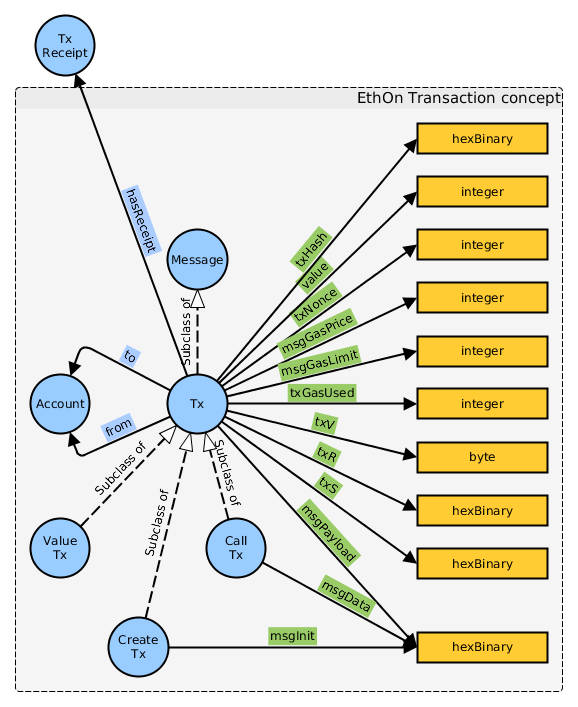 Tx
Receipt
EthOn Transaction concept
hexBinary
txHash
integer
value
hasReceipt
integer
txNonce
Message
integer
msgGasPrice
Subclass of
integer
msgGasLimit
to
Account
Tx
txGasUsed
integer
from
txV
byte
Subclass of
Subclass of
txR
hexBinary
txS
Subclass of
msgPayload
hexBinary
Value
Tx
Call
Tx
msgData
Create
Tx
msgInit
hexBinary